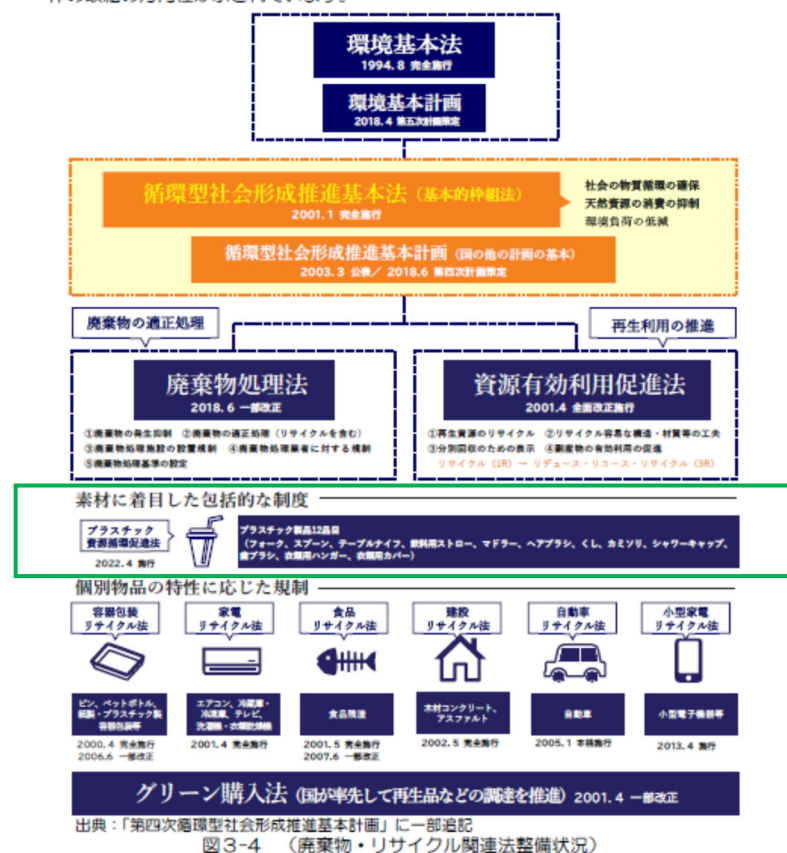 環境基本法
1994.8 完全施行
環境基本計画
2018.4 第五次計画策定
循環型社会形成推進基本法（基本的枠組法）
2001.1 完全施行
社会の物質循環の確保
天然資源の消費の抑制
環境負荷の低減
循環型社会形成推進基本計画（国の他の計画の基本）
2003.3 公表／ 2018.6 第四次計画策定
廃棄物の適正処理
再生利用の推進
廃棄物処理法
2018.6 一部改正
①廃棄物の発生抑制 ②廃棄物の適正処理（リサイクルを含む）
③廃棄物処理施設の設置規制 ④廃棄物処理業者に対する規制
⑤廃棄物処理基準の設定
資源有効利用促進法
2001.4 全面改正施行
①再生資源のリサイクル ②リサイクル容易な構造・材質等の工夫
③分別回収のための表示 ④副産物の有効利用の促進
リサイクル（1R）→ リデュース・リユース・リサイクル（3R）
素材に着目した包括的な制度
プラスチック
資源循環促進法
2022.4 施行
プラスチック製品12品目
（フォーク、スプーン、テーブルナイフ、飲料用ストロー、マドラー、ヘアブラシ、くし、カミソリ、シャワーキャップ、
歯ブラシ、衣類用ハンガー、衣類用カバー）
個別物品の特性に応じた規制
容器包装
リサイクル法
ビン、ペットボトル、
紙製・プラスチック製
容器包装等
2000.4 完全施行
2006.6 一部改正
家電
リサイクル法
エアコン、冷蔵庫・
冷凍庫、テレビ、
洗濯機・衣類乾燥機
2001.4 完全施行
食品
リサイクル法
食品残渣
2001.5 完全施行
2007.6 一部改正
建設
リサイクル法
木材コンクリート、
アスファルト
2002.5 完全施行
自動車
リサイクル法
自動車
2005.1 本格施行
小型家電
リサイクル法
小型電子機器等
2013.4 施行
グリーン購入法（国が率先して再生品などの調達を推進）2001.4 一部改正
出典：「第四次循環型社会形成推進基本計画」に一部追記
図３-４ （廃棄物・リサイクル関連法整備状況）